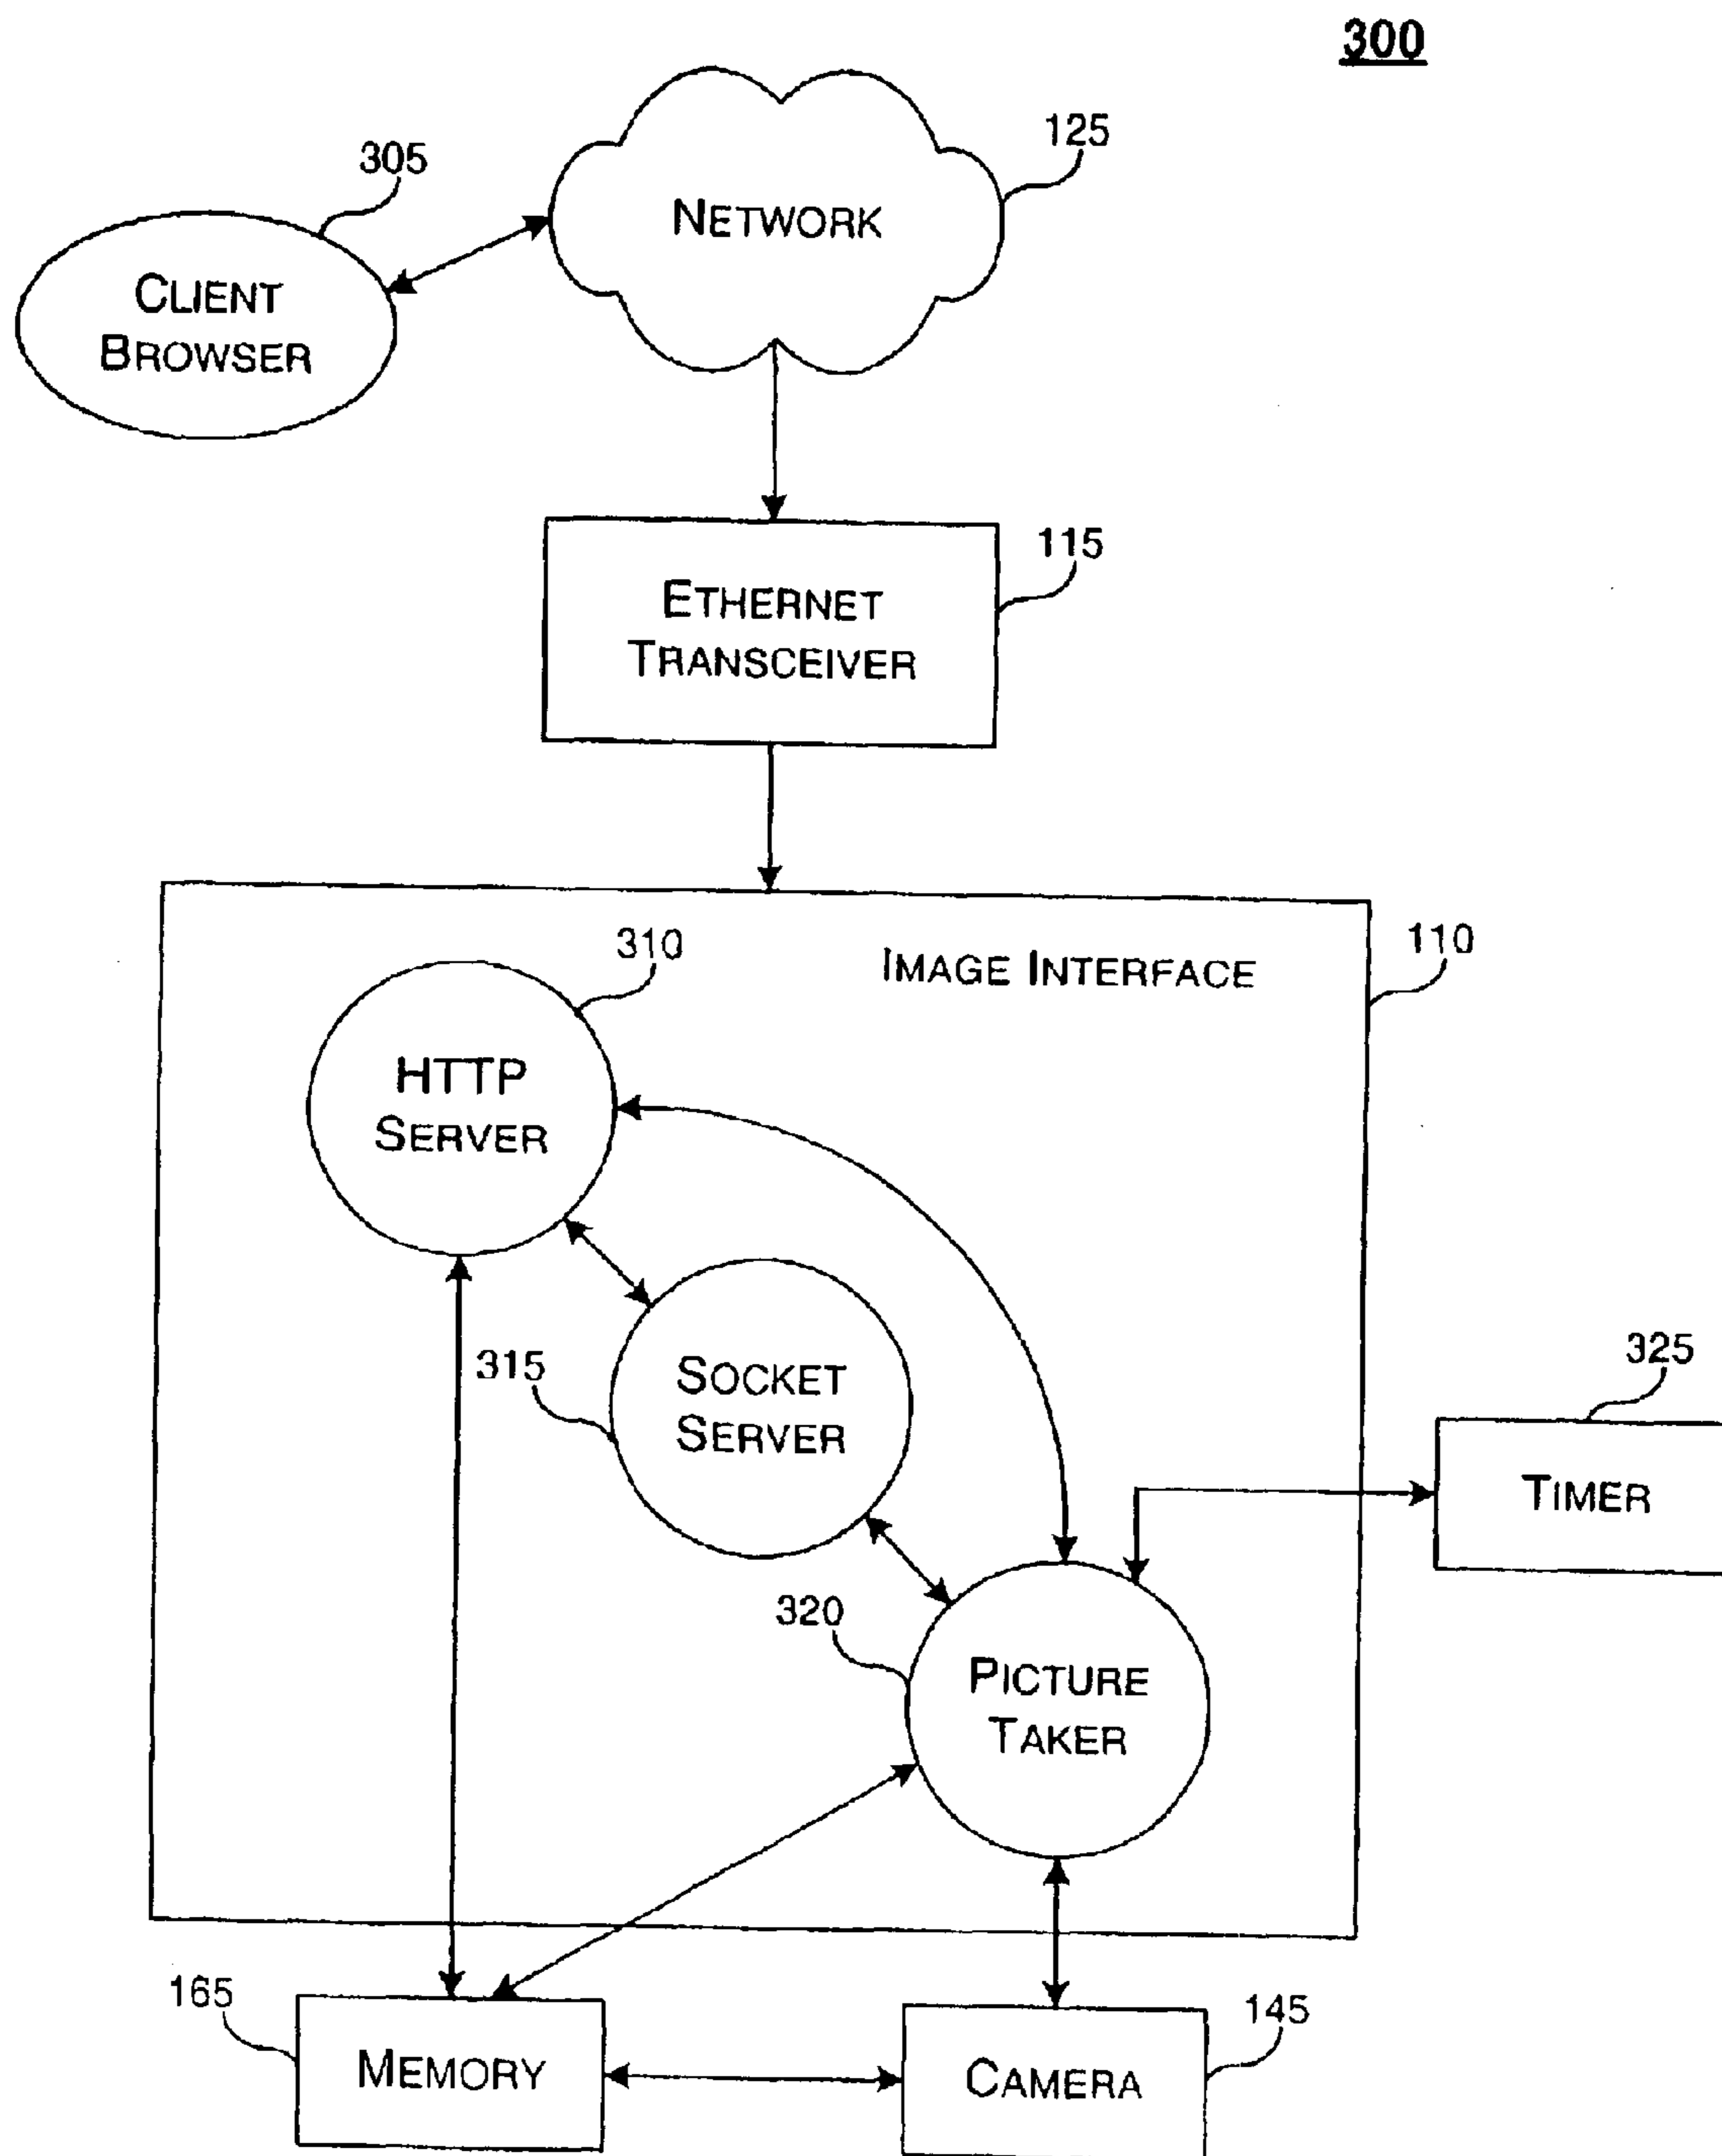 300
125
305
NETWORK
CLIENT
BROWSER
115
ETHERNET
TRANSCEIVER
110
310
IMAGE INTERFACE
HTTP
SERVER
325
315
SOCKET
SERVER
TIMER
320
PICTURE
TAKER
165
145
MEMORY
CAMERA